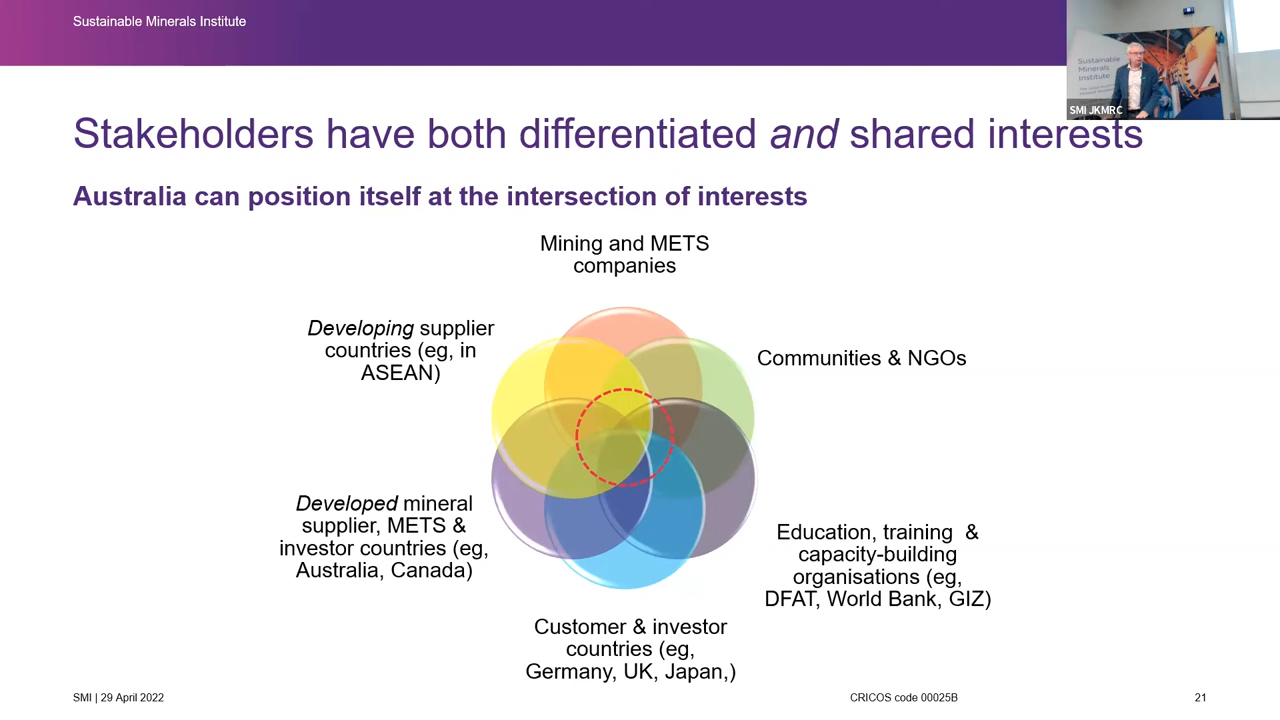 Sustainable Minerals Institute
Sustainable
Minerals
Institute
SMI JKMRC
Stakeholders have both differentiated and shared interests
Australia can position itself at the intersection of interests
Mining and METS
companies
Developing supplier
countries (eg, in
ASEAN)
Communities & NGOs
Developed mineral
supplier, METS &
investor countries (eg,
Australia, Canada)
Education, training &
capacity-building
organisations (eg,
DFAT, World Bank, GIZ)
Customer & investor
countries (eg,
Germany, UK, Japan,)
SMI | 29 April 2022
CRICOS code 00025B
21